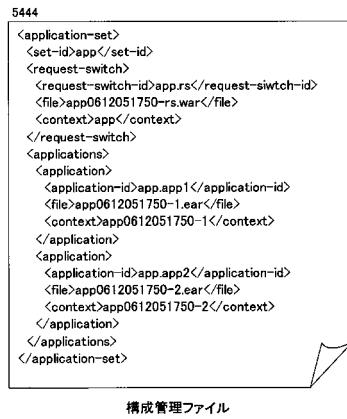 5444
<application-set>
<set-id>app</set-id>
<request-switch>
<request-switch-id>app.rs</request-siwtch-id>
<file>app0612051750-rs.war</file>
<context>app</context>
</request-switch>
<applications>
<application>
<application-id>app.app1</application-id>
<file>app0612051750-1.ear</file>
<context>app0612051750-1</context>
</application>
<application>
<application-id>app.app2</application-id>
<file>app0612051750-2.ear</file>
<context>app0612051750-2</context>
</application>
</applications>
</application-set>
構成管理ファイル